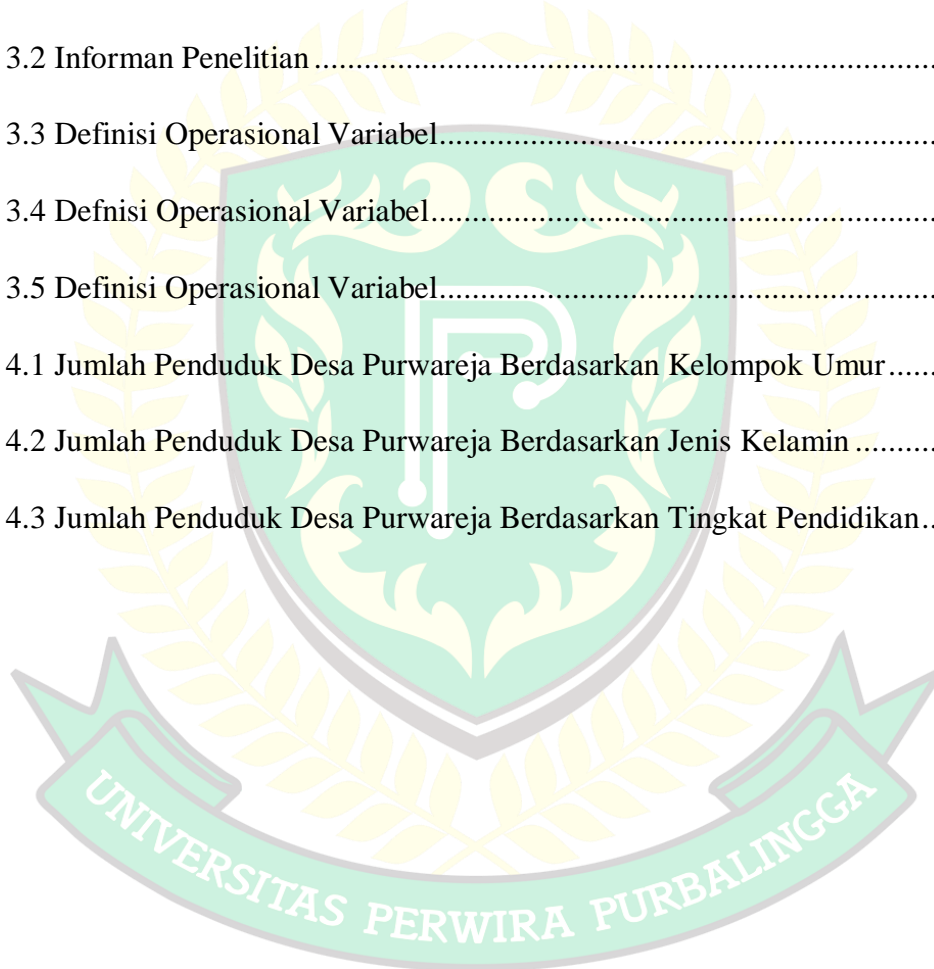 3.2 Informan Penelitian ................................................................................
3.3 Definisi Operasional Variabel.............................................................
3.4 Defnisi Operasional Variabel..............................................................
3.5 Definisi Operasional Variabel.............................................................
4.1 Jumlah Penduduk Desa Purwareja Berdasarkan Kelompok Umur......
4.2 Jumlah Penduduk Desa Purwareja Berdasarkan Jenis Kelamin ..........
4.3 Jumlah Penduduk Desa Purwareja Berdasarkan Tingkat Pendidikan..
UNIVERSITAS PERWIRA PURBALINGGA